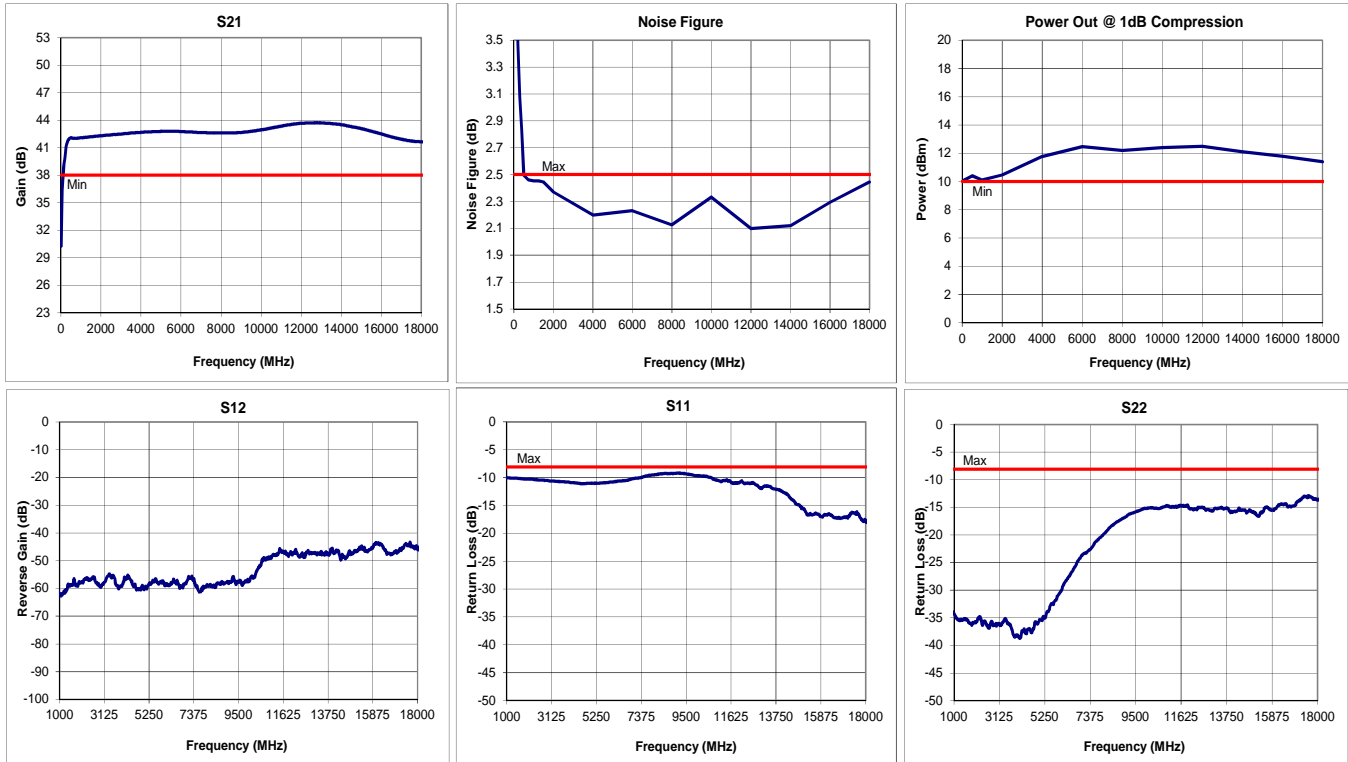 S21
Gain (dB)
53
50
47
44
41
38
35
32
29
26
23
Min
0 2000 4000 6000 8000 10000 12000 14000 16000 18000
Frequency (MHz)
Noise Figure
Noise Figure (dB)
3.5
3.3
3.1
2.9
2.7
2.5
2.3
2.1
1.9
1.7
1.5
Max
0 2000 4000 6000 8000 10000 12000 14000 16000 18000
Frequency (MHz)
Power Out @ 1dB Compression
Power (dBm)
20
18
16
14
12
10
8
6
4
2
0
Min
0 2000 4000 6000 8000 10000 12000 14000 16000 18000
Frequency (MHz)
S12
Reverse Gain (dB)
0
-10
-20
-30
-40
-50
-60
-70
-80
-90
-100
1000 3125 5250 7375 9500 11625 13750 15875 18000
Frequency (MHz)
S11
Return Loss (dB)
0
-5
-10
-15
-20
-25
-30
-35
-40
-45
-50
Max
1000 3125 5250 7375 9500 11625 13750 15875 18000
Frequency (MHz)
S22
Return Loss (dB)
0
-5
-10
-15
-20
-25
-30
-35
-40
-45
-50
Max
1000 3125 5250 7375 9500 11625 13750 15875 18000
Frequency (MHz)